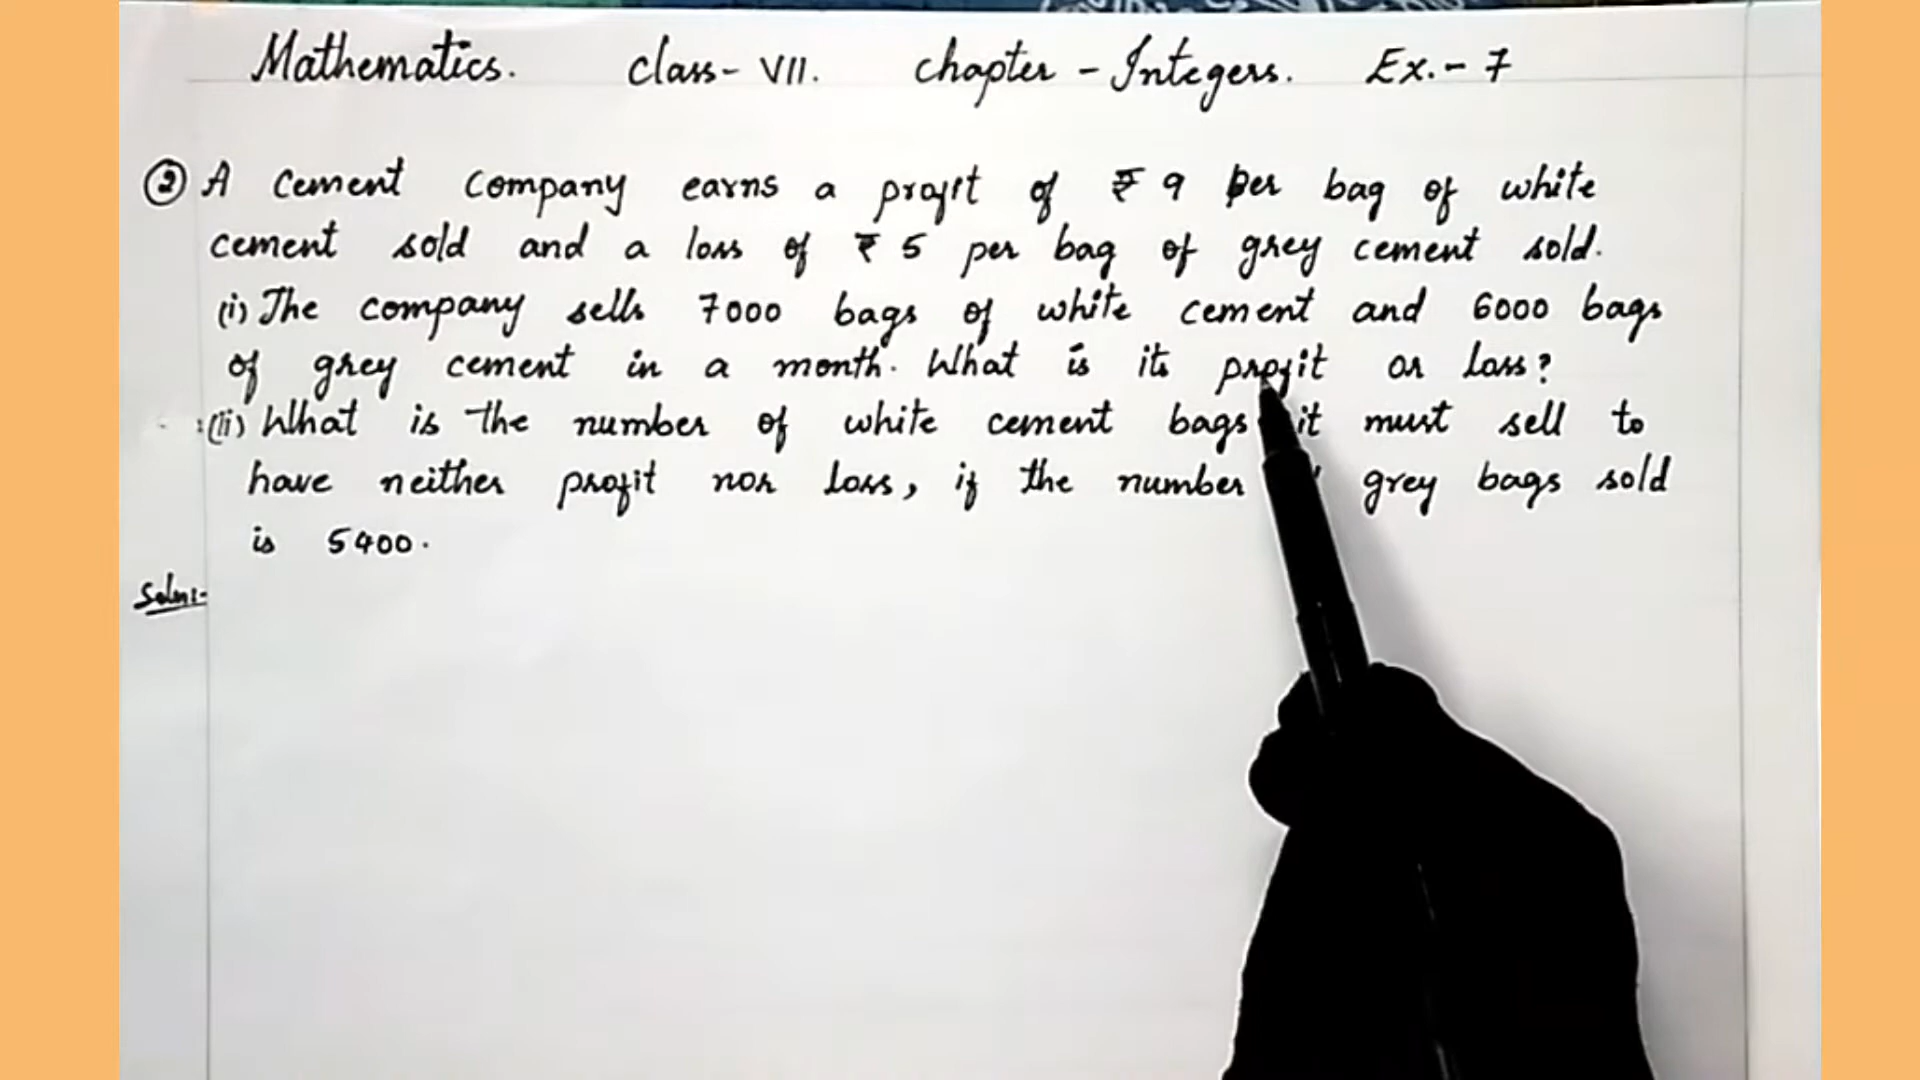 Mathematics. class- VII. chapter - Integers. Ex.- 7
② A cement company earns a profit of ₹ 9 per bag of white
cement sold and a loss of ₹ 5 per bag of grey cement sold.
(i) The company sells 7000 bags of white cement and 6000 bags
of grey cement in a month. What is its profit or loss?
(ii) What is the number of white cement bags it must sell to
have neither profit nor loss, if the number grey bags sold
is 5400.
Soln:-